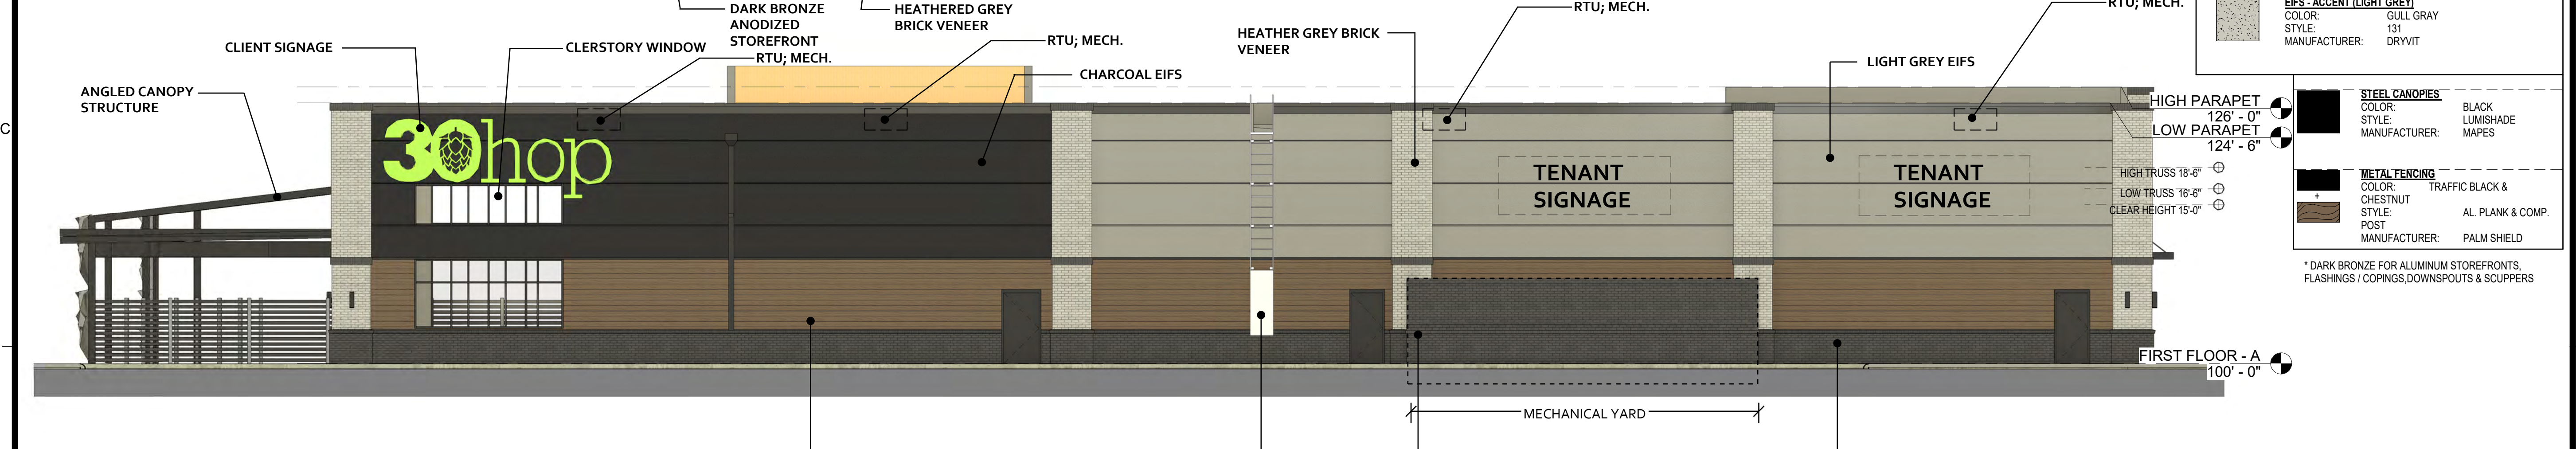 DARK BRONZE
ANODIZED
STOREFRONT
HEATHERED GREY
BRICK VENEER
RTU; MECH.
RTU; MECH.
CLIENT SIGNAGE
CLERSTORY WINDOW
RTU; MECH.
RTU; MECH.
HEATHER GREY BRICK
VENEER
CHARCOAL EIFS
LIGHT GREY EIFS
ANGLED CANOPY
STRUCTURE
30hop
TENANT
SIGNAGE
TENANT
SIGNAGE
HIGH PARAPET
126' - 0"
LOW PARAPET
124' - 6"
HIGH TRUSS 18'-6"
LOW TRUSS 16'-6"
CLEAR HEIGHT 15'-0"
FIRST FLOOR - A
100' - 0"
MECHANICAL YARD
C
EIFS - ACCENT (LIGHT GREY)
COLOR: GULL GRAY
STYLE: 131
MANUFACTURER: DRYVIT
STEEL CANOPIES
COLOR: BLACK
STYLE: LUMISHADE
MANUFACTURER: MAPES
METAL FENCING
COLOR: TRAFFIC BLACK &
+
CHESTNUT
STYLE: AL. PLANK & COMP.
POST
MANUFACTURER: PALM SHIELD
* DARK BRONZE FOR ALUMINUM STOREFRONTS,
FLASHINGS / COPINGS,DOWNSPOUTS & SCUPPERS